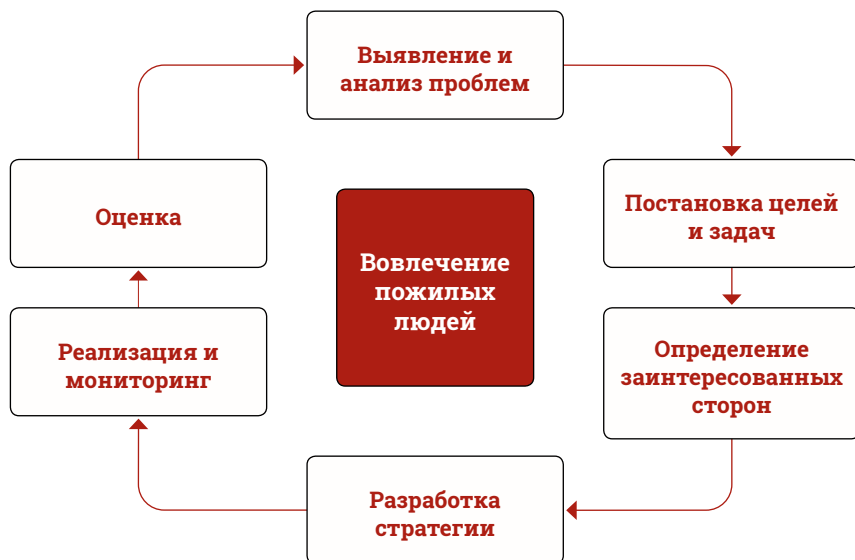 Выявление и
анализ проблем
Постановка целей
и задач
Определение
заинтересованных
сторон
Разработка
стратегии
Реализация и
мониторинг
Оценка
Вовлечение
пожилых
людей